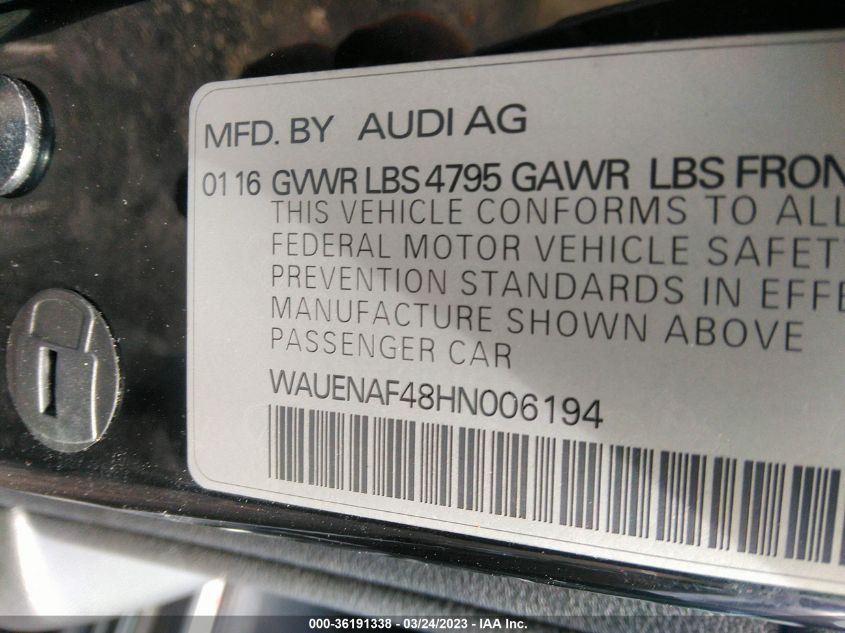 MFD. BY AUDI AG
01 16 GVWR LBS 4795 GAWR LBS FRON
THIS VEHICLE CONFORMS TO ALL
FEDERAL MOTOR VEHICLE SAFET
PREVENTION STANDARDS IN EFFE
MANUFACTURE SHOWN ABOVE
PASSENGER CAR
WAUENAF48HN006194
000-36191338 - 03/24/2023 - IAA Inc.